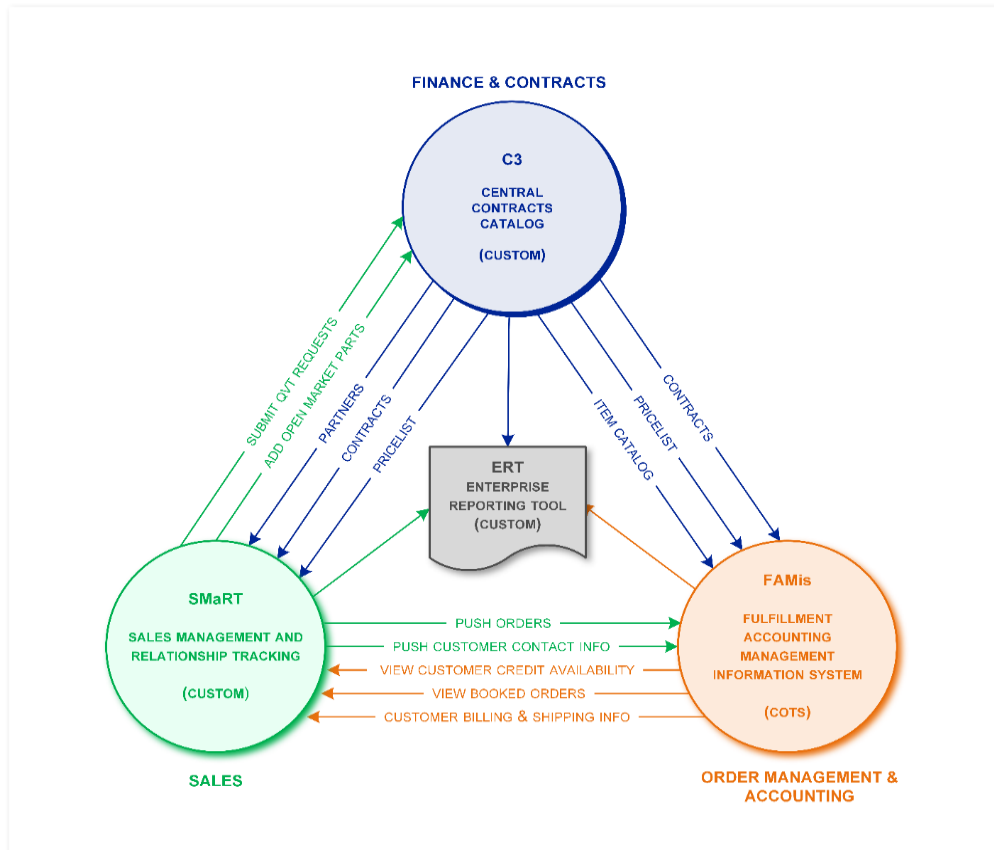 FINANCE & CONTRACTS
C3
CENTRAL
CONTRACTS
CATALOG
(CUSTOM)
SUBMIT QVT REQUESTS
ADD OPEN MARKET PARTS
PARTNERS
CONTRACTS
PRICELIST
ITEM CATALOG
PRICELIST
CONTRACTS
ERT
ENTERPRISE
REPORTING TOOL
(CUSTOM)
SMaRT
SALES MANAGEMENT AND
RELATIONSHIP TRACKING
(CUSTOM)
SALES
PUSH ORDERS
PUSH CUSTOMER CONTACT INFO
VIEW CUSTOMER CREDIT AVAILABILITY
VIEW BOOKED ORDERS
CUSTOMER BILLING & SHIPPING INFO
FAMis
FULFILLMENT
ACCOUNTING
MANAGEMENT
INFORMATION SYSTEM
(COTS)
ORDER MANAGEMENT &
ACCOUNTING